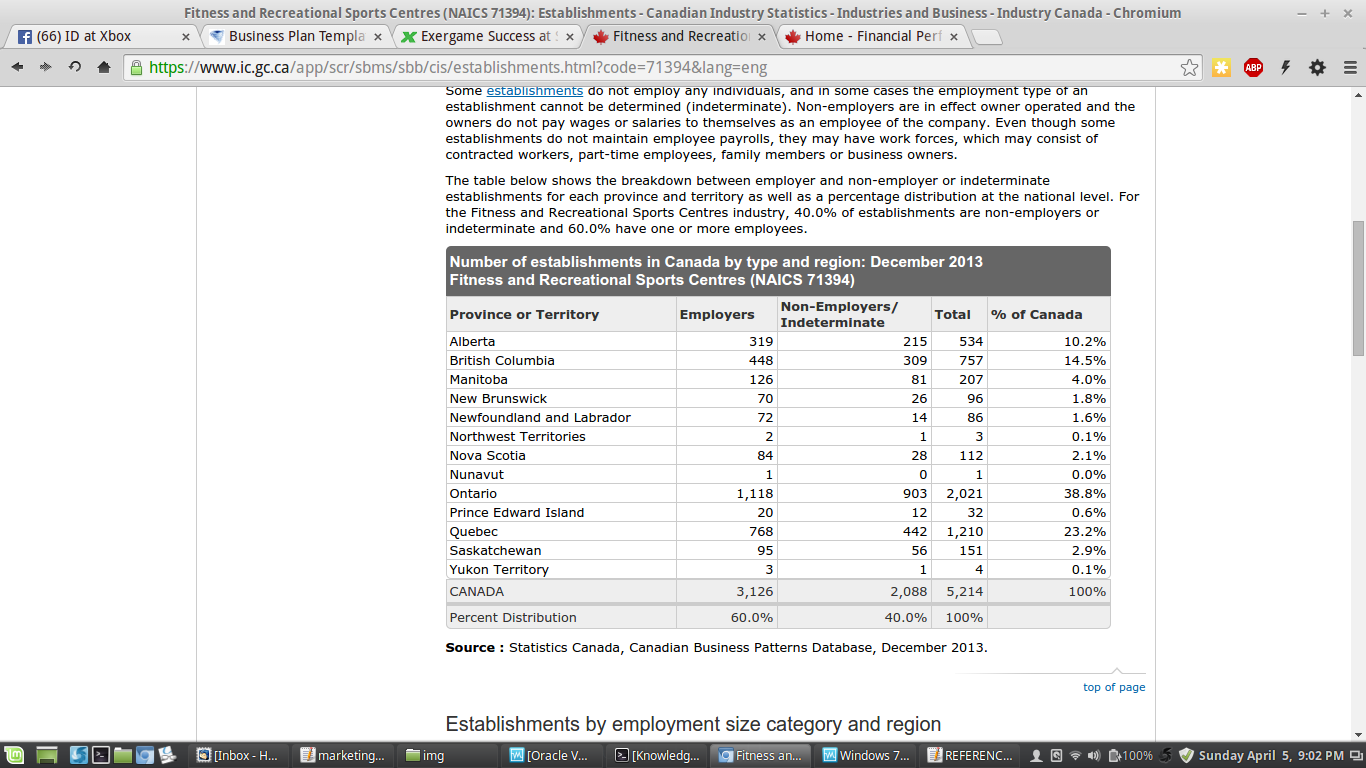 Fitness and Recreational Sports Centres (NAICS 71394): Establishments - Canadian Industry Statistics - Industries and Business - Industry Canada - Chromium
(66) ID at Xbox
Business Plan Templa
Exergame Success at
Fitness and Recreatio
Home - Financial Perf
https://www.ic.gc.ca/app/scr/sbms/sbb/cis/establishments.html?code=71394&lang=eng
ABP
Some establishments do not employ any individuals, and in some cases the employment type of an
establishment cannot be determined (indeterminate). Non-employers are in effect owner operated and the
owners do not pay wages or salaries to themselves as an employee of the company. Even though some
establishments do not maintain employee payrolls, they may have work forces, which may consist of
contracted workers, part-time employees, family members or business owners.
The table below shows the breakdown between employer and non-employer or indeterminate
establishments for each province and territory as well as a percentage distribution at the national level. For
the Fitness and Recreational Sports Centres industry, 40.0% of establishments are non-employers or
indeterminate and 60.0% have one or more employees.
Number of establishments in Canada by type and region: December 2013
Fitness and Recreational Sports Centres (NAICS 71394)
Province or Territory Employers Non-Employers/ Indeterminate Total % of Canada
Alberta 319 215 534 10.2%
British Columbia 448 309 757 14.5%
Manitoba 126 81 207 4.0%
New Brunswick 70 26 96 1.8%
Newfoundland and Labrador 72 14 86 1.6%
Northwest Territories 2 1 3 0.1%
Nova Scotia 84 28 112 2.1%
Nunavut 1 0 1 0.0%
Ontario 1,118 903 2,021 38.8%
Prince Edward Island 20 12 32 0.6%
Quebec 768 442 1,210 23.2%
Saskatchewan 95 56 151 2.9%
Yukon Territory 3 1 4 0.1%
CANADA 3,126 2,088 5,214 100%
Percent Distribution 60.0% 40.0% 100%
Source : Statistics Canada, Canadian Business Patterns Database, December 2013.
top of page
Establishments by employment size category and region
[Inbox - H... marketing... img [Oracle V... [Knowledg... Fitness an... Windows 7... REFERENC... 100% Sunday April 5, 9:02 PM